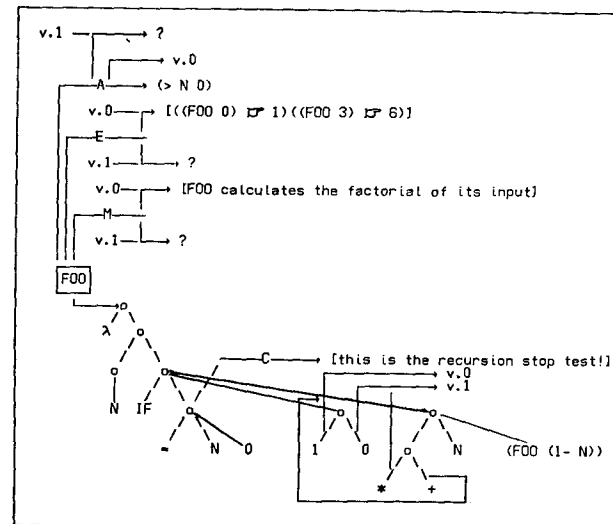 v.1 ?
v.0
A (> N 0)
v.0 [((FOO 0) ☞ 1)((FOO 3) ☞ 6)]
E
v.1 ?
v.0 [FOO calculates the factorial of its input]
M
v.1 ?
FOO
o
λ o
C [this is the recursion stop test!]
v.0
o o v.1
N IF o o o
= N 0 1 0 o N (FOO (1- N))
* +